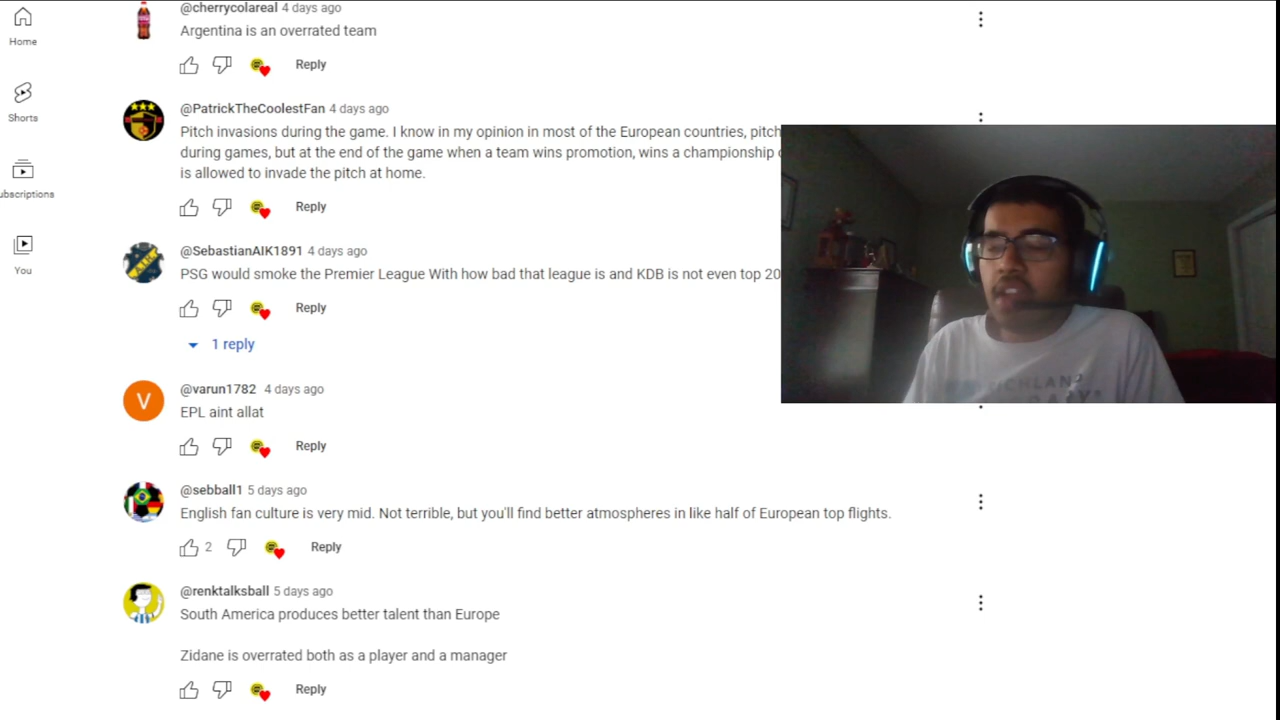 @cherrycolareal 4 days ago
Argentina is an overrated team
Reply
Home
Shorts
ubscriptions
You
@PatrickTheCoolestFan 4 days ago
Pitch invasions during the game. I know in my opinion in most of the European countries, pitch
during games, but at the end of the game when a team wins promotion, wins a championship
is allowed to invade the pitch at home.
Reply
@SebastianAIK1891 4 days ago
PSG would smoke the Premier League With how bad that league is and KDB is not even top 20
Reply
1 reply
V
@varun1782 4 days ago
EPL aint allat
Reply
@sebball1 5 days ago
English fan culture is very mid. Not terrible, but you'll find better atmospheres in like half of European top flights.
2 Reply
@renktalksball 5 days ago
South America produces better talent than Europe
Zidane is overrated both as a player and a manager
Reply